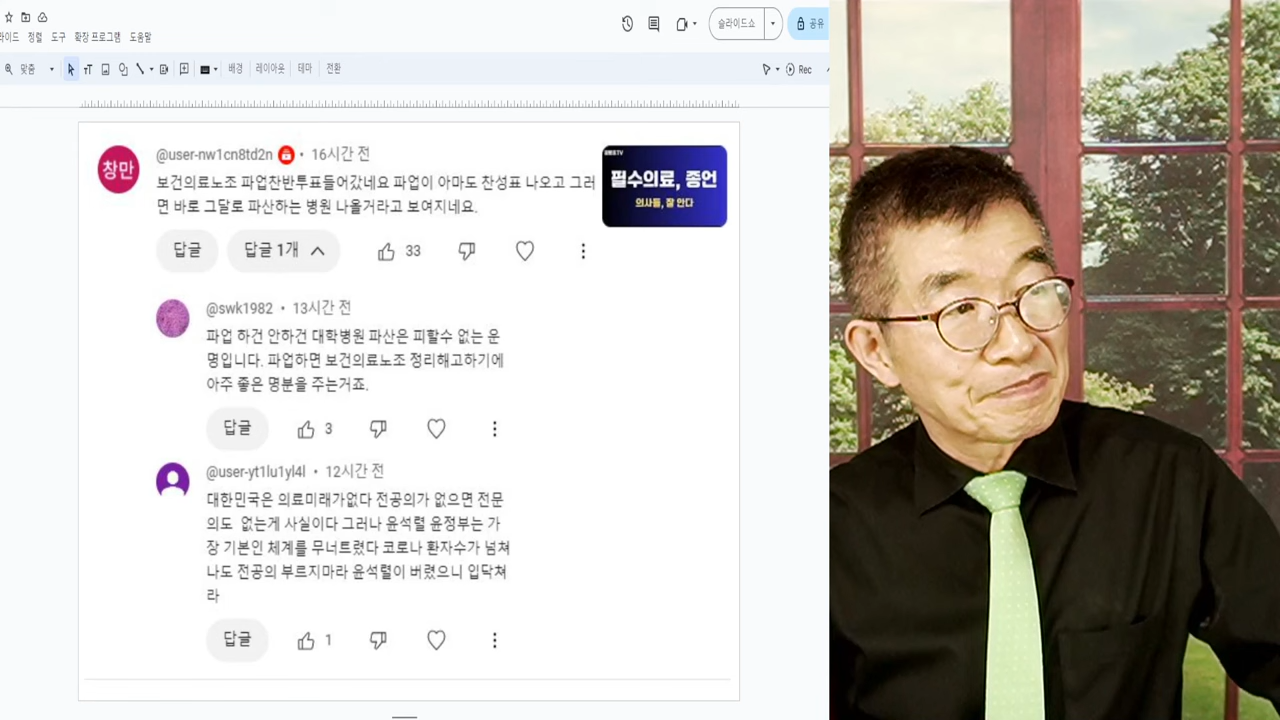 라이드 정렬 도구 확장 프로그램 도움말
슬라이드쇼
공유
맞춤
배경 레이아웃 테마 전환
Rec
창만
@user-nw1cn8td2n • 16시간 전
보건의료노조 파업찬반투표들어갔네요 파업이 아마도 찬성표 나오고 그러
면 바로 그달로 파산하는 병원 나올거라고 보여지네요.
필수의료, 종언
의사들, 잘 안다
답글 답글 1개 33
@swk1982 • 13시간 전
파업 하건 안하건 대학병원 파산은 피할수 없는 운
명입니다. 파업하면 보건의료노조 정리해고하기에
아주 좋은 명분을 주는거죠.
답글 3
@user-yt1lu1yl4l • 12시간 전
대한민국은 의료미래가없다 전공의가 없으면 전문
의도 없는게 사실이다 그러나 윤석렬 윤정부는 가
장 기본인 체계를 무너트렸다 코로나 환자수가 넘쳐
나도 전공의 부르지마라 윤석렬이 버렸으니 입닥쳐
라
답글 1